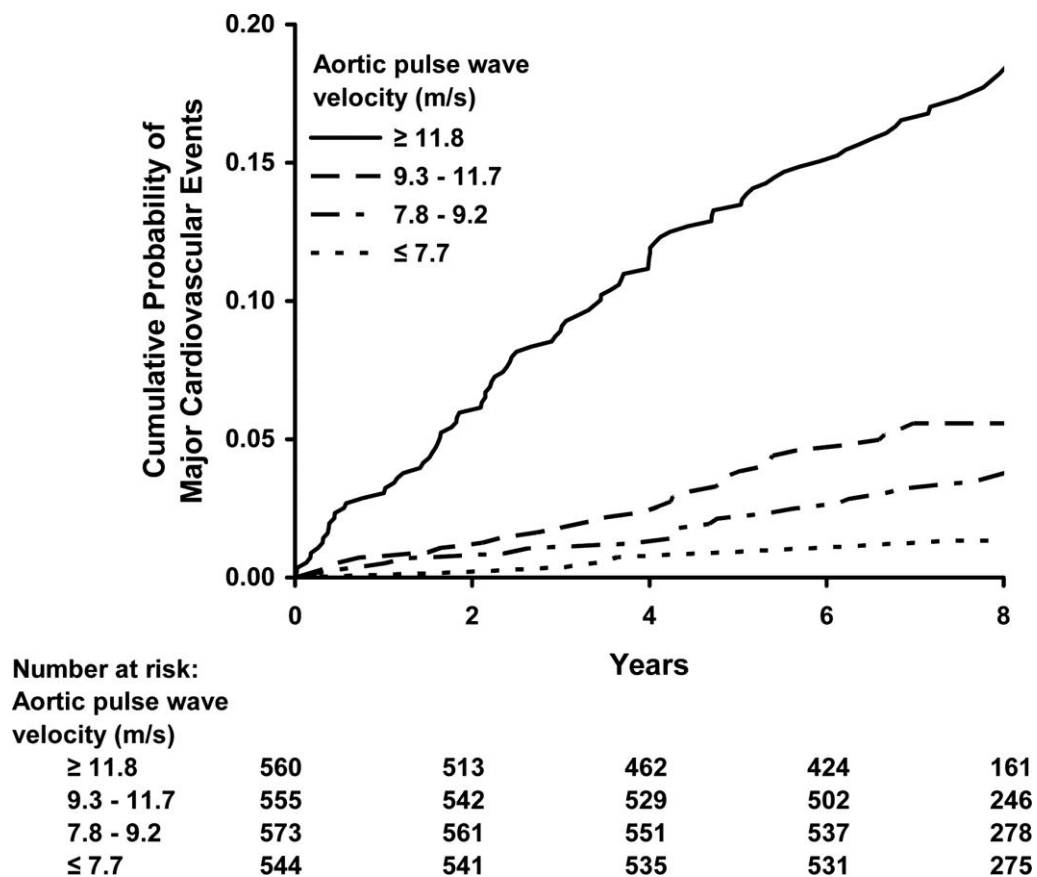 0.20
0.15
0.10
0.05
0.00
Cumulative Probability of
Major Cardiovascular Events
Aortic pulse wave
velocity (m/s)
≥ 11.8
9.3 - 11.7
7.8 - 9.2
≤ 7.7
0 2 4 6 8
Years
Number at risk:
Aortic pulse wave
velocity (m/s)
≥ 11.8 560 513 462 424 161
9.3 - 11.7 555 542 529 502 246
7.8 - 9.2 573 561 551 537 278
≤ 7.7 544 541 535 531 275